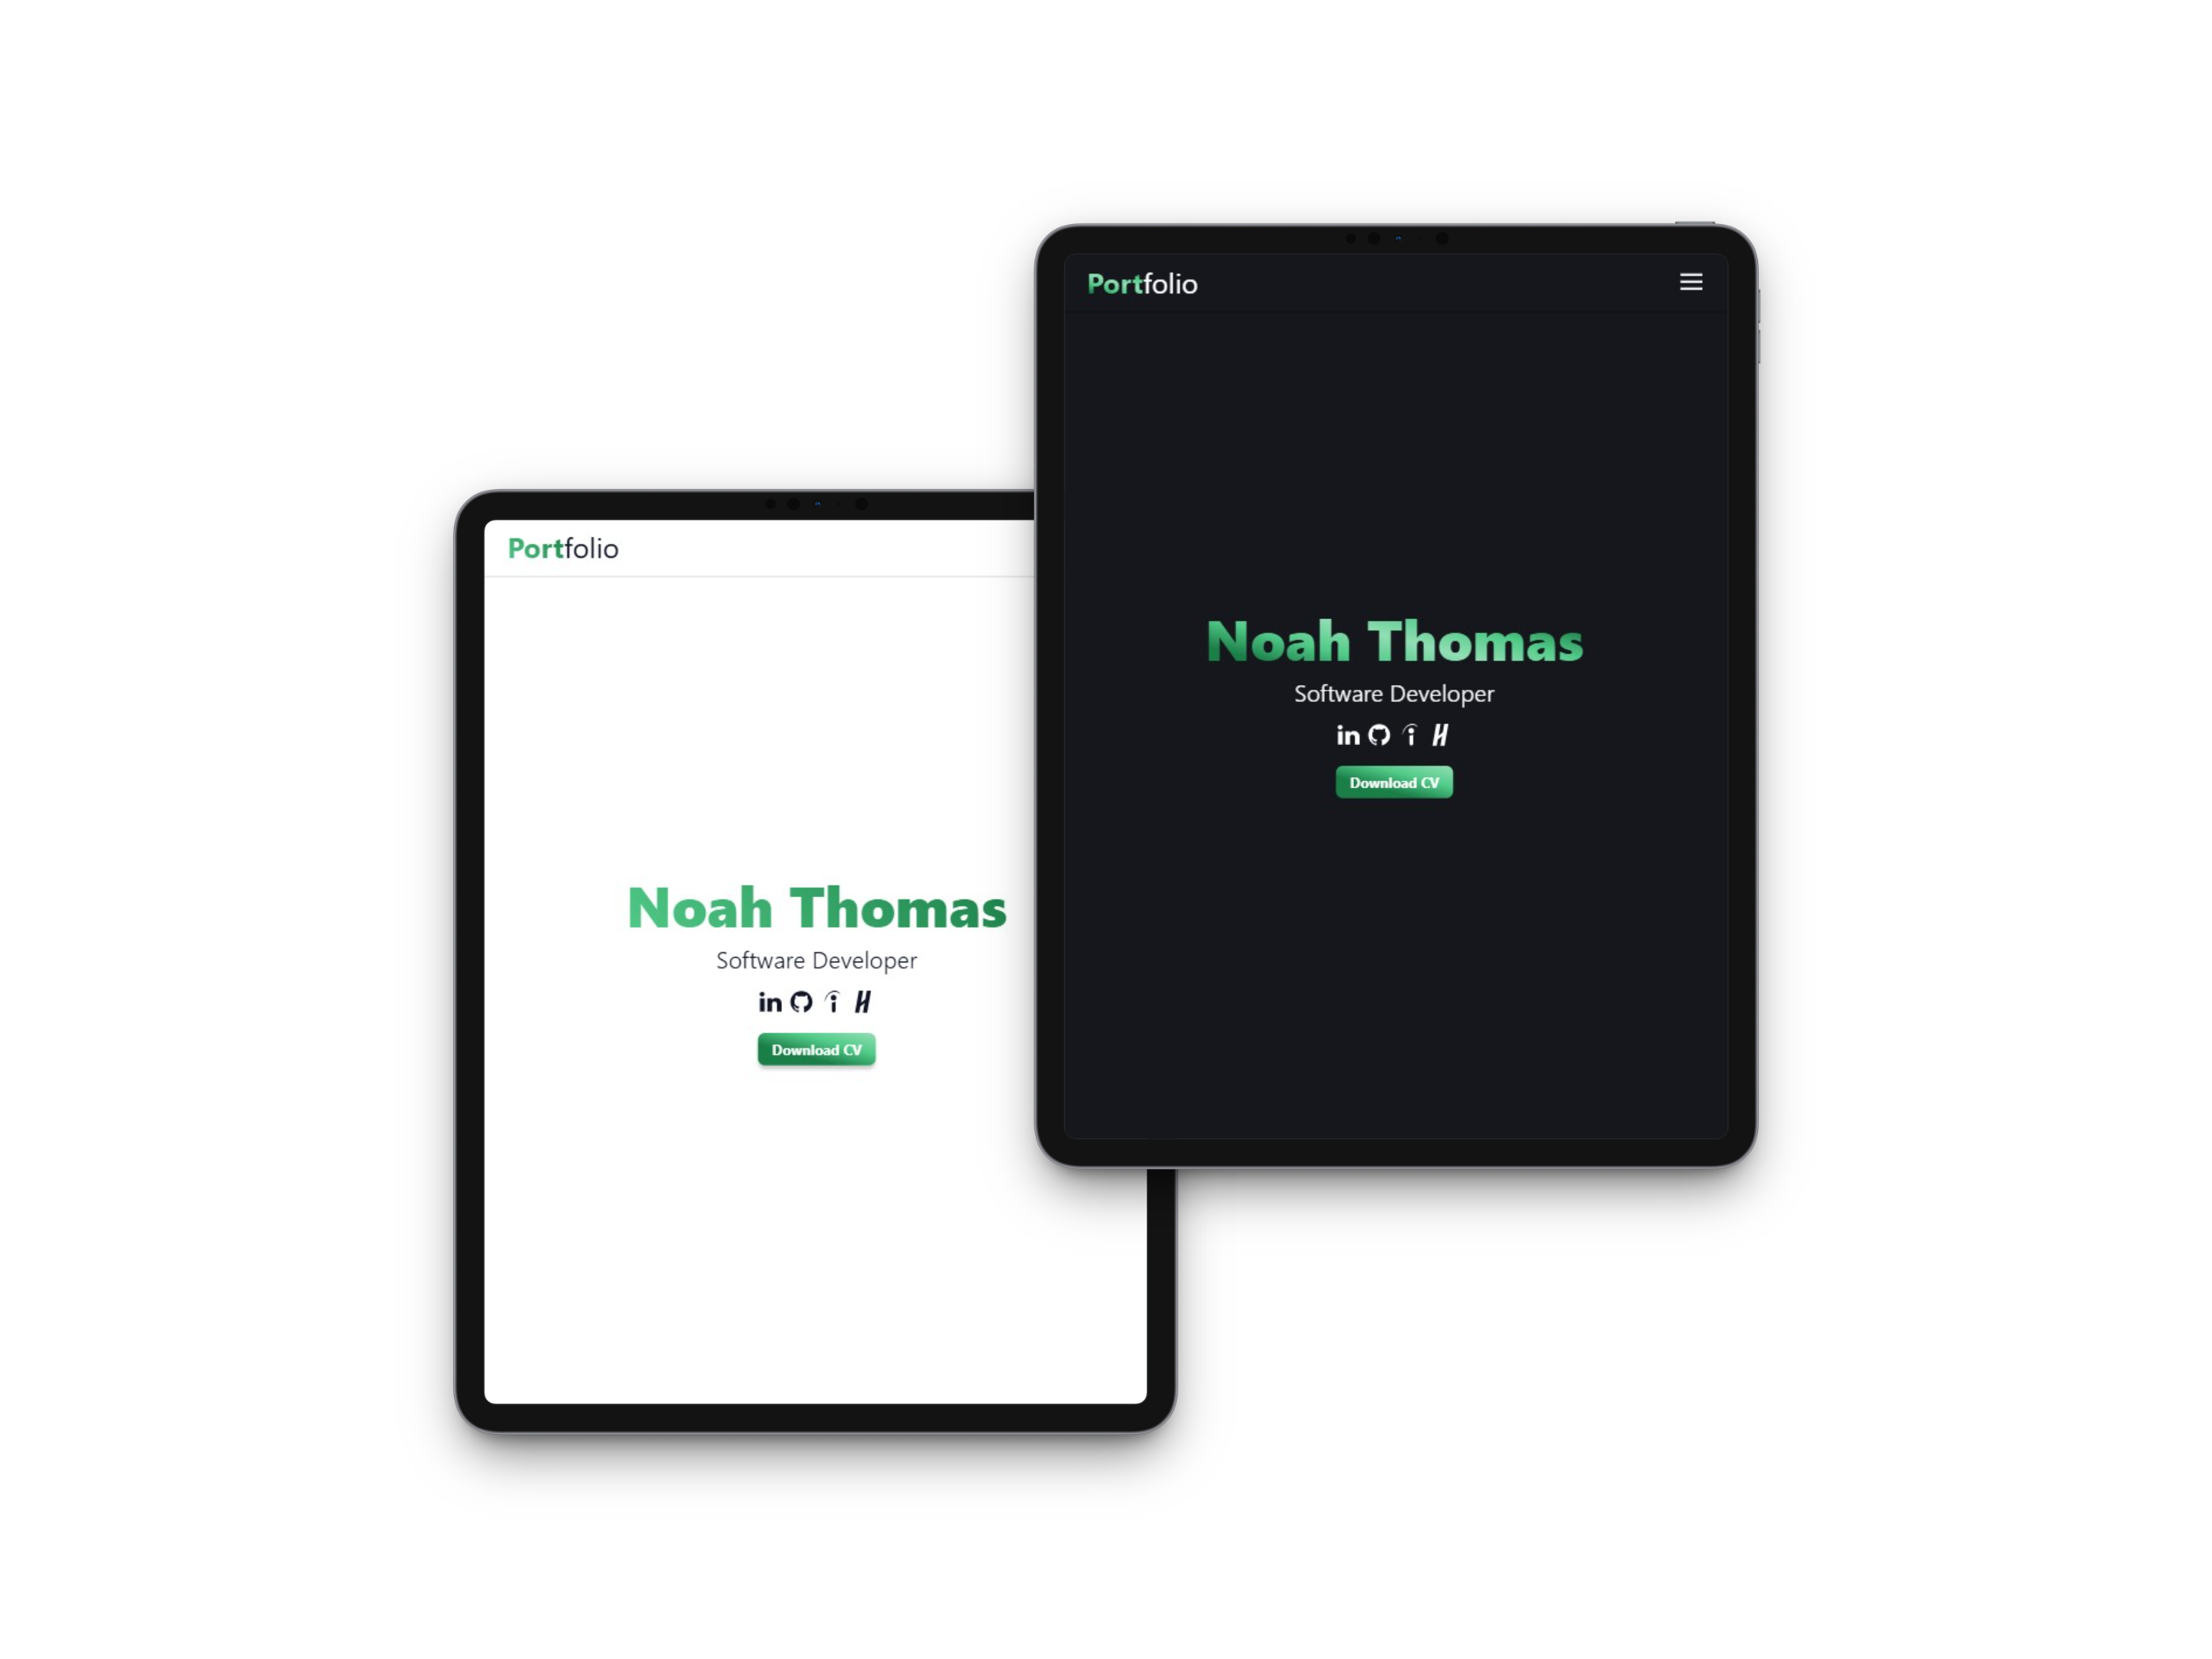 Portfolio
Noah Thomas
Software Developer
in
Download CV
Portfolio
Noah Thomas
Software Developer
in
Download CV